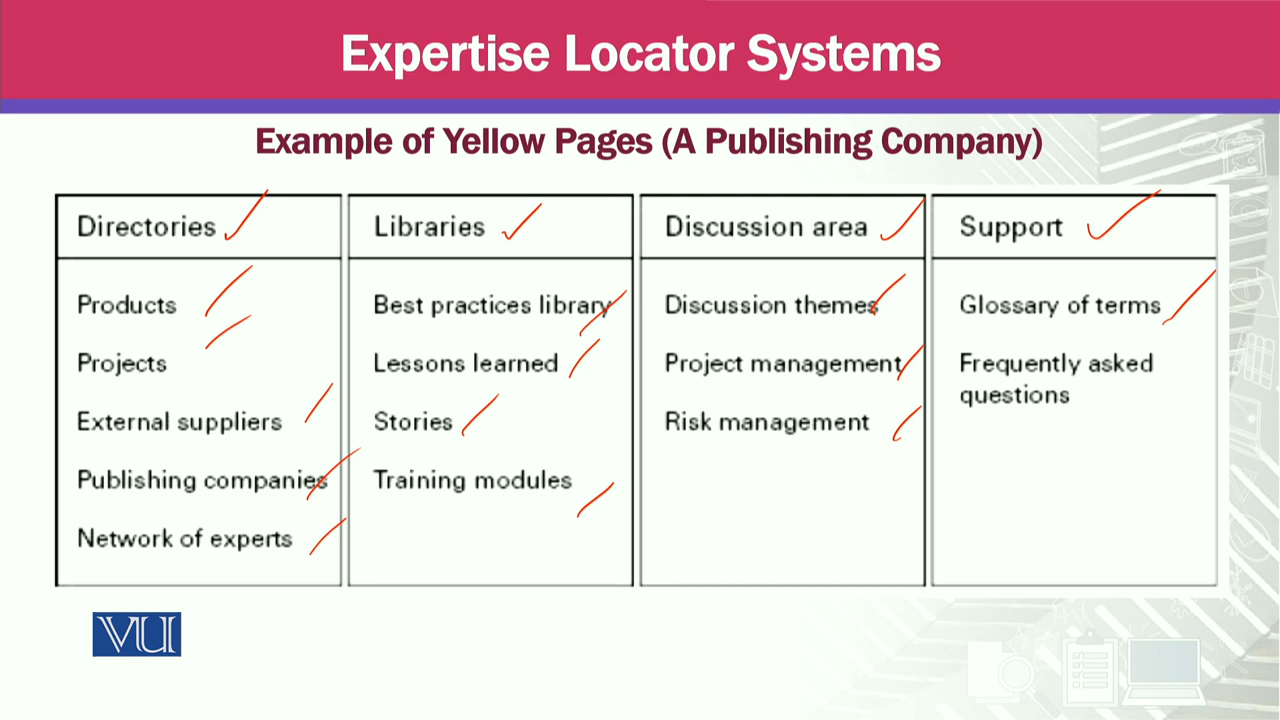 Expertise Locator Systems
Example of Yellow Pages (A Publishing Company)
Directories
Products
Projects
External suppliers
Publishing companies
Network of experts
Libraries
Best practices library
Lessons learned
Stories
Training modules
Discussion area
Discussion themes
Project management
Risk management
Support
Glossary of terms
Frequently asked
questions
VU